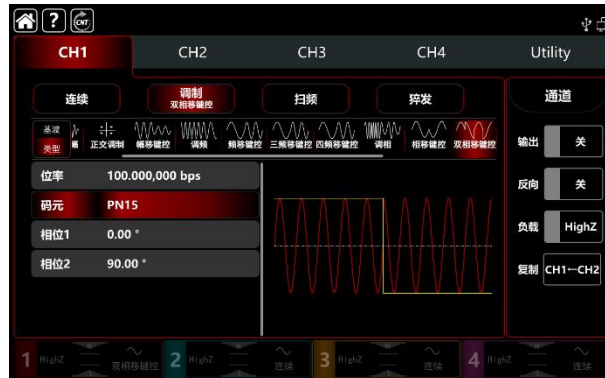 ? CNT
CH1 CH2 CH3 CH4 Utility
连续 调制 扫频 猝发 通道
双相移键控
基波
类型 正交调制 幅移键控 调频 频移键控 三频移键控 四频移键控 调相 相移键控 双相移键控
输出 关
位率 100.000,000 bps
反向 关
码元 PN15
相位1 0.00 °
负载 HighZ
相位2 90.00 °
复制 CH1←CH2
1 HighZ 双相移键控 2 HighZ 连续 3 HighZ 连续 4 HighZ 连续